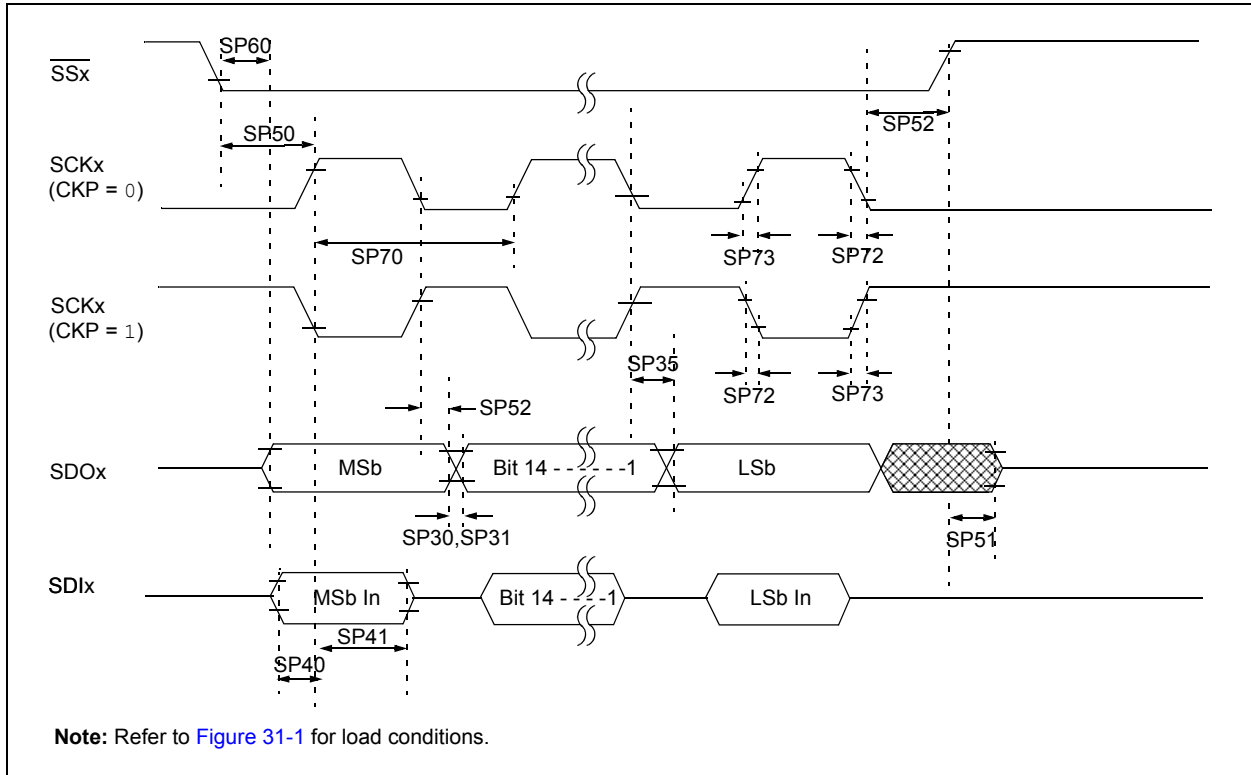 SP60
SSx
SP50
SP52
SCKx
(CKP = 0)
SP70
SP73
SP72
SCKx
(CKP = 1)
SP35
SP72
SP73
SP52
SDOx
MSb
Bit 14 - - - - - -1
LSb
SP30,SP31
SP51
SDIx
MSb In
Bit 14 - - - - -1
LSb In
SP41
SP40
Note: Refer to Figure 31-1 for load conditions.